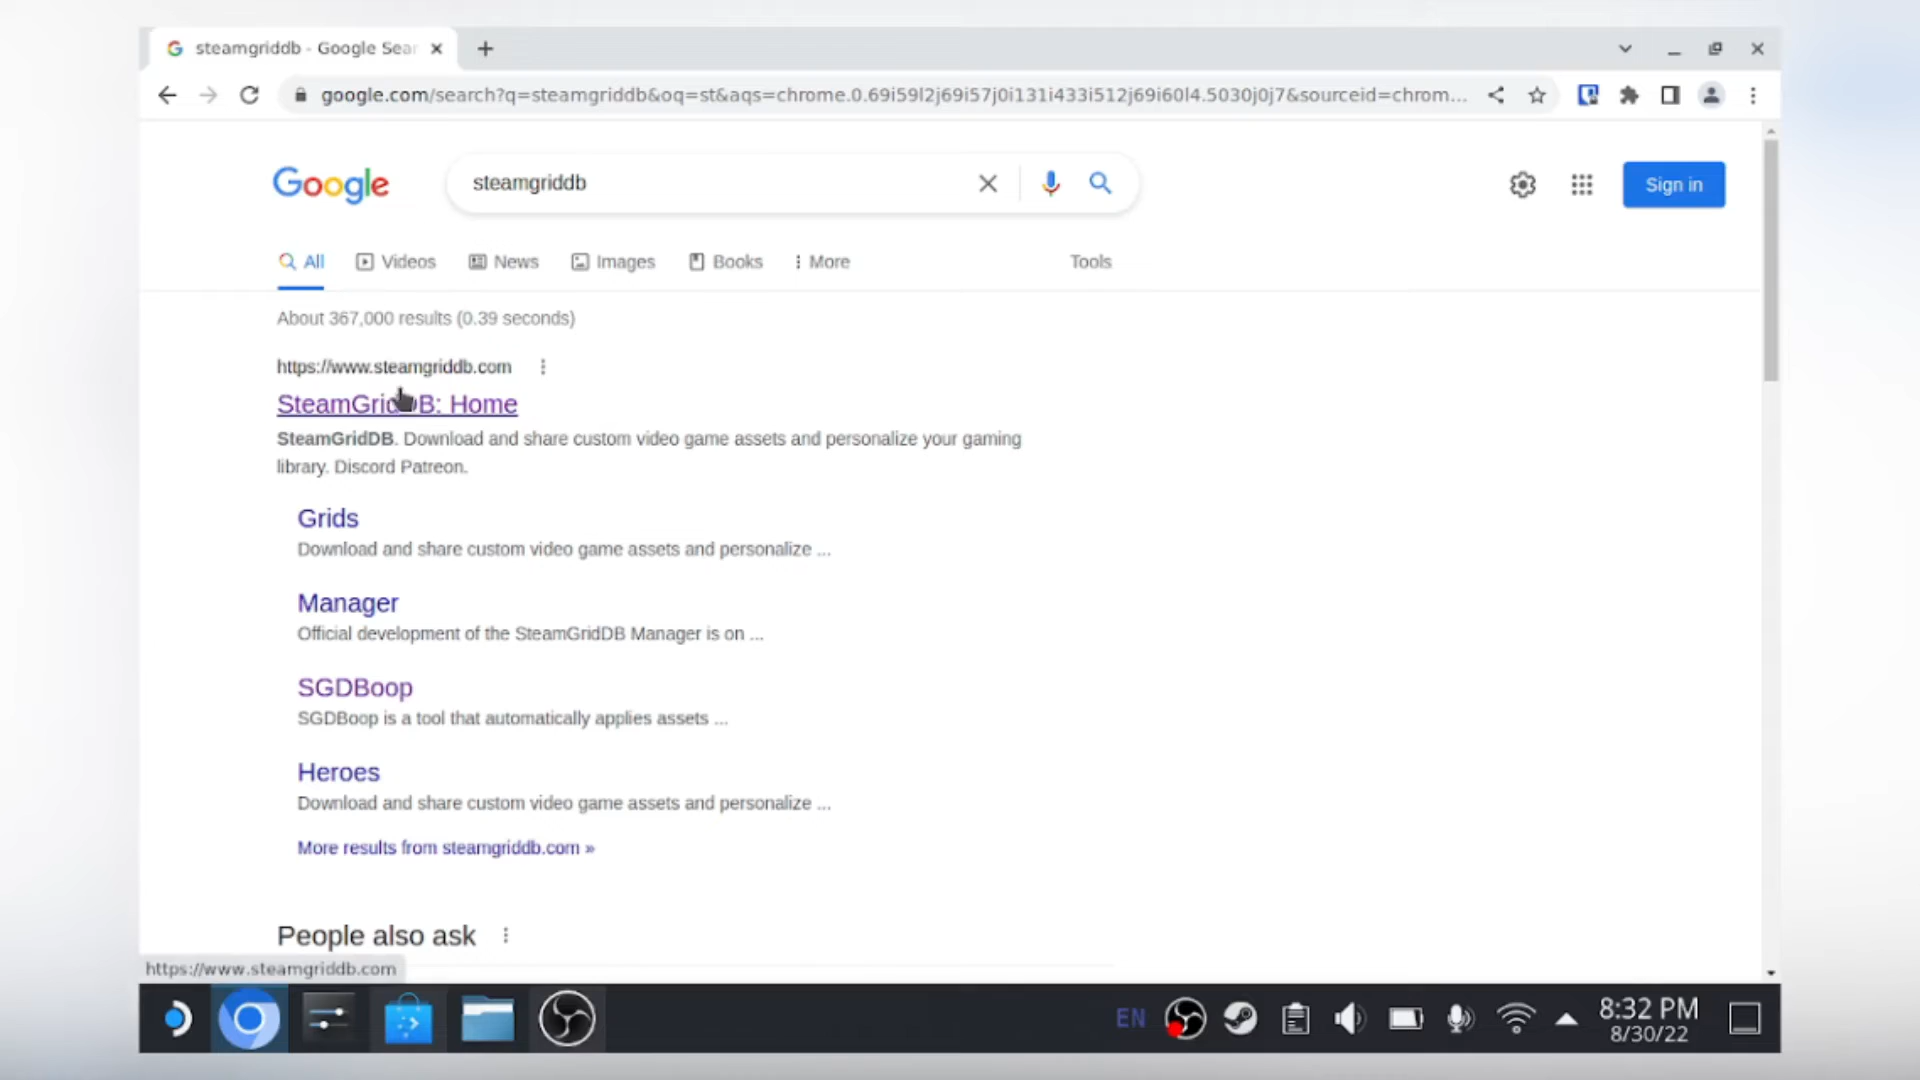 steamgriddb - Google Sear
google.com/search?q=steamgriddb&oq=st&aqs=chrome.0.69i59l2j69i57j0i131i433i512j69i60l4.5030j0j7&sourceid=chrom...
Google
steamgriddb
Sign in
All
Videos
News
Images
Books
More
Tools
About 367,000 results (0.39 seconds)
https://www.steamgriddb.com
SteamGridDB: Home
SteamGridDB. Download and share custom video game assets and personalize your gaming
library. Discord Patreon.
Grids
Download and share custom video game assets and personalize ...
Manager
Official development of the SteamGridDB Manager is on ...
SGDBoop
SGDBoop is a tool that automatically applies assets ...
Heroes
Download and share custom video game assets and personalize ...
More results from steamgriddb.com »
People also ask
https://www.steamgriddb.com
EN
8:32 PM
8/30/22